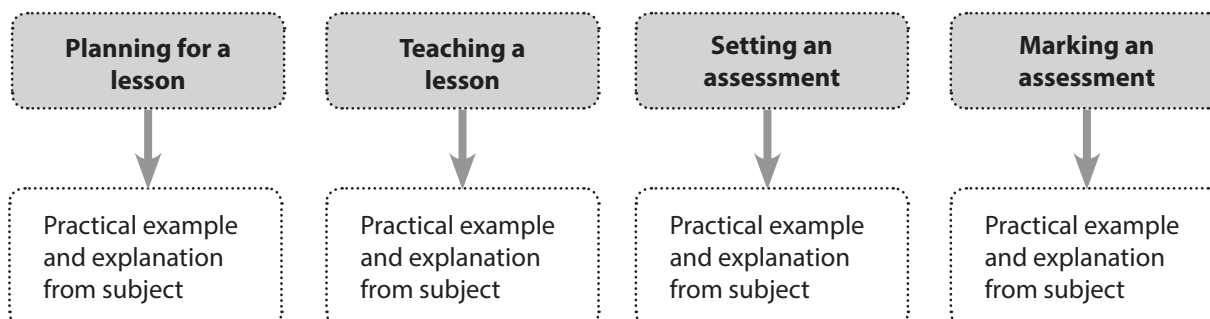 Planning for a
lesson
Teaching a
lesson
Setting an
assessment
Marking an
assessment
Practical example
and explanation
from subject
Practical example
and explanation
from subject
Practical example
and explanation
from subject
Practical example
and explanation
from subject